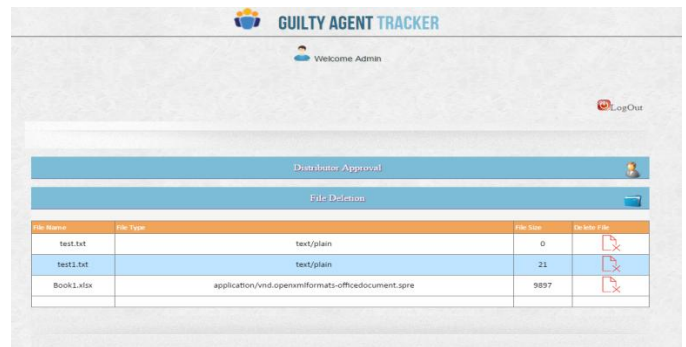 GUILTY AGENT TRACKER
Welcome Admin
LogOut
Distributor Approval
File Deletion
File Name File Type File Size Delete File
test.txt text/plain 0
test1.txt text/plain 21
Book1.xlsx application/vnd.openxmlformats-officedocument.spre 9897